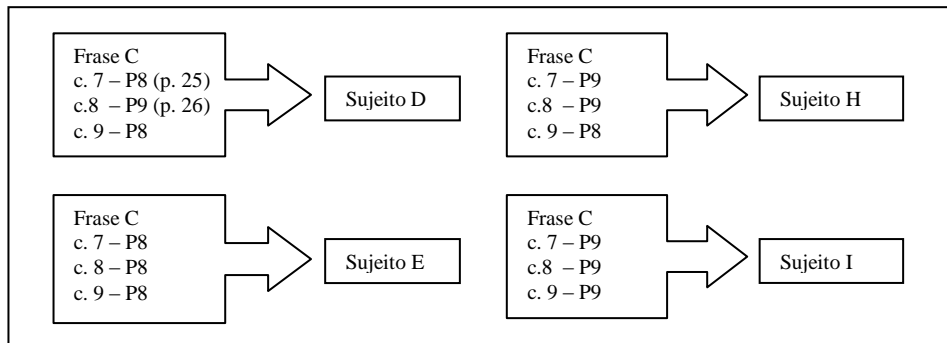 Frase C
c. 7 – P8 (p. 25)
c.8 – P9 (p. 26)
c. 9 – P8
Sujeito D
Frase C
c. 7 – P9
c.8 – P9
c. 9 – P8
Sujeito H
Frase C
c. 7 – P8
c. 8 – P8
c. 9 – P8
Sujeito E
Frase C
c. 7 – P9
c.8 – P9
c. 9 – P9
Sujeito I